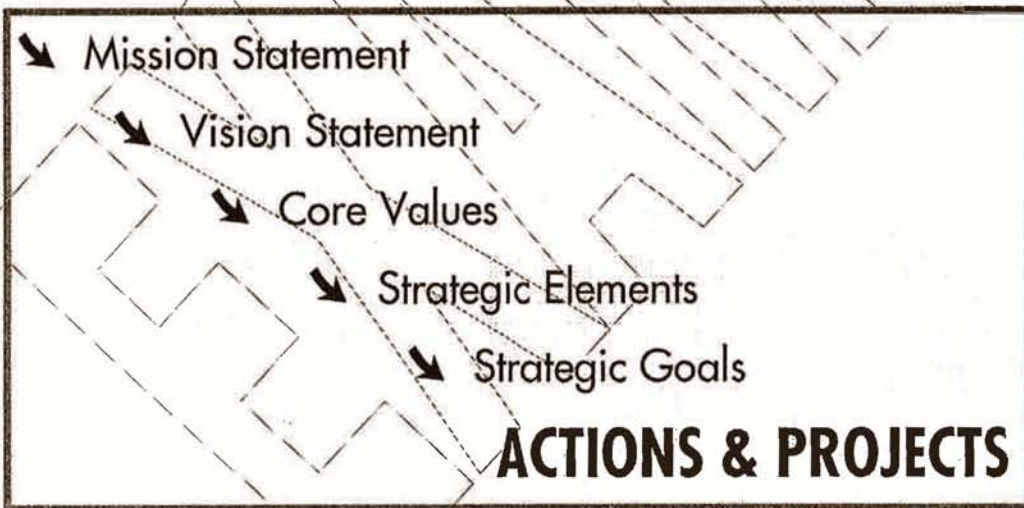 Mission Statement
Vision Statement
Core Values
Strategic Elements
Strategic Goals
ACTIONS & PROJECTS